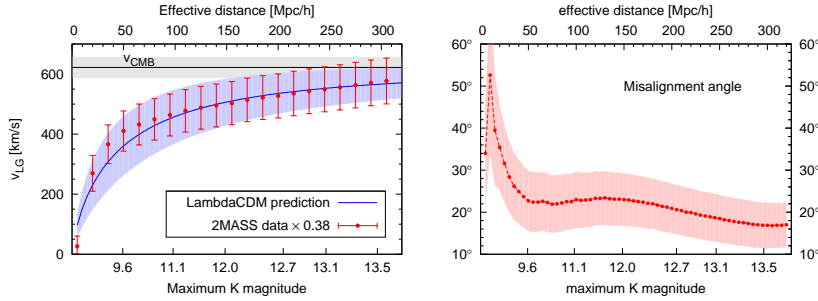 Effective distance [Mpc/h]
0 50 100 150 200 250 300
v_CMB
600
400
200
0
v_LG [km/s]
LambdaCDM prediction
2MASS data × 0.38
9.6 11.1 12.0 12.7 13.1 13.5
Maximum K magnitude
effective distance [Mpc/h]
0 50 100 150 200 250 300
60° 60°
Misalignment angle
50° 50°
40° 40°
30° 30°
20° 20°
10° 10°
9.6 11.1 12.0 12.7 13.1 13.5
Maximum K magnitude